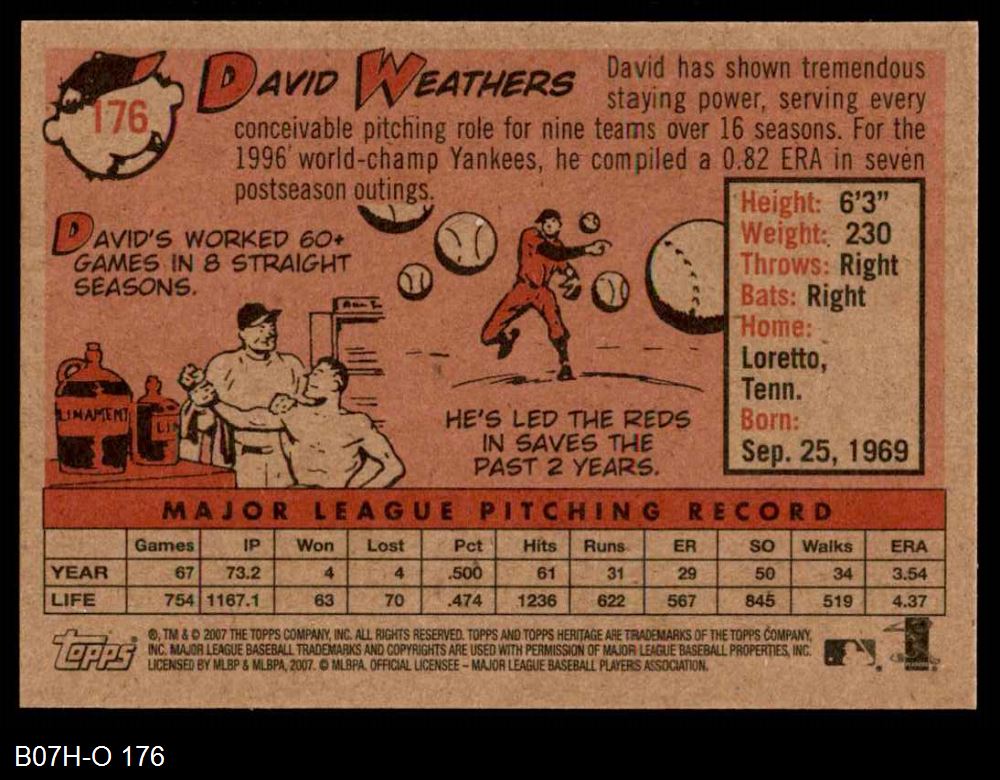 176
DAVID WEATHERS
David has shown tremendous
staying power, serving every
conceivable pitching role for nine teams over 16 seasons. For the
1996 world-champ Yankees, he compiled a 0.82 ERA in seven
postseason outings.
DAVID'S WORKED 60+
GAMES IN 8 STRAIGHT
SEASONS.
LINAMENT
LIN
HE'S LED THE REDS
IN SAVES THE
PAST 2 YEARS.
Height: 6'3"
Weight: 230
Throws: Right
Bats: Right
Home:
Loretto,
Tenn.
Born:
Sep. 25, 1969
MAJOR LEAGUE PITCHING RECORD
Games IP Won Lost Pct Hits Runs ER SO Walks ERA
YEAR 67 73.2 4 4 .500 61 31 29 50 34 3.54
LIFE 754 1167.1 63 70 .474 1236 622 567 845 519 4.37
Topps
®, TM & © 2007 THE TOPPS COMPANY, INC. ALL RIGHTS RESERVED. TOPPS AND TOPPS HERITAGE ARE TRADEMARKS OF THE TOPPS COMPANY,
INC. MAJOR LEAGUE BASEBALL TRADEMARKS AND COPYRIGHTS ARE USED WITH PERMISSION OF MAJOR LEAGUE BASEBALL PROPERTIES, INC.
LICENSED BY MLBP & MLBPA, 2007. © MLBPA. OFFICIAL LICENSEE – MAJOR LEAGUE BASEBALL PLAYERS ASSOCIATION.
B07H-O 176